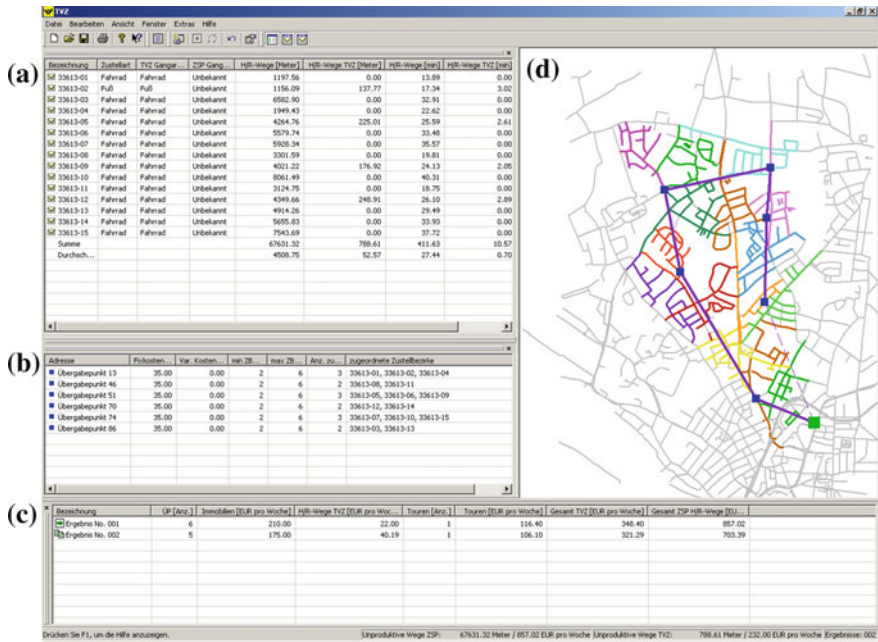 TVZ
Datei Bearbeiten Ansicht Fenster Extras Hilfe
(a)
Bezeichnung Zustellart TVZ Gangar... ZSP Gang... H/R-Wege [Meter] H/R-Wege TVZ [Meter] H/R-Wege [min] H/R-Wege TVZ [min]
33613-01 Fahrrad Fahrrad Unbekannt 1197.56 0.00 13.89 0.00
33613-02 Fuß Fuß Unbekannt 1156.09 137.77 17.34 3.02
33613-03 Fahrrad Fahrrad Unbekannt 6582.90 0.00 32.91 0.00
33613-04 Fahrrad Fahrrad Unbekannt 1949.43 0.00 22.62 0.00
33613-05 Fahrrad Fahrrad Unbekannt 4264.76 225.01 25.59 2.61
33613-06 Fahrrad Fahrrad Unbekannt 5579.74 0.00 33.48 0.00
33613-07 Fahrrad Fahrrad Unbekannt 5928.34 0.00 35.57 0.00
33613-08 Fahrrad Fahrrad Unbekannt 3301.59 0.00 19.81 0.00
33613-09 Fahrrad Fahrrad Unbekannt 4021.22 176.92 24.13 2.05
33613-10 Fahrrad Fahrrad Unbekannt 8061.49 0.00 40.31 0.00
33613-11 Fahrrad Fahrrad Unbekannt 3124.75 0.00 18.75 0.00
33613-12 Fahrrad Fahrrad Unbekannt 4349.66 248.91 26.10 2.89
33613-13 Fahrrad Fahrrad Unbekannt 4914.26 0.00 29.49 0.00
33613-14 Fahrrad Fahrrad Unbekannt 5655.83 0.00 33.93 0.00
33613-15 Fahrrad Fahrrad Unbekannt 7543.69 0.00 37.72 0.00
Summe 67631.32 788.61 411.63 10.57
Durchsch... 4508.75 52.57 27.44 0.70
(b)
Adresse Fixkosten... Var. Kosten... min ZB... max ZB... Anz. zu... zugeordnete Zustellbezirke
Übergabepunkt 13 35.00 0.00 2 6 3 33613-01, 33613-02, 33613-04
Übergabepunkt 46 35.00 0.00 2 6 2 33613-08, 33613-11
Übergabepunkt 51 35.00 0.00 2 6 3 33613-05, 33613-06, 33613-09
Übergabepunkt 70 35.00 0.00 2 6 2 33613-12, 33613-14
Übergabepunkt 74 35.00 0.00 2 6 3 33613-07, 33613-10, 33613-15
Übergabepunkt 86 35.00 0.00 2 6 2 33613-03, 33613-13
(d)
(c)
Bezeichnung ÜP [Anz.] Immobilien [EUR pro Woche] H/R-Wege TVZ [EUR pro Woc... Touren [Anz.] Touren [EUR pro Woche] Gesamt TVZ [EUR pro Woche] Gesamt ZSP H/R-Wege [EU...
Ergebnis No. 001 6 210.00 22.00 1 116.40 348.40 857.02
Ergebnis No. 002 5 175.00 40.19 1 106.10 321.29 703.39
Drücken Sie F1, um die Hilfe anzuzeigen. Unproduktive Wege ZSP: 67631.32 Meter / 857.02 EUR pro Woche Unproduktive Wege TVZ: 788.61 Meter / 232.00 EUR pro Woche Ergebnisse: 002